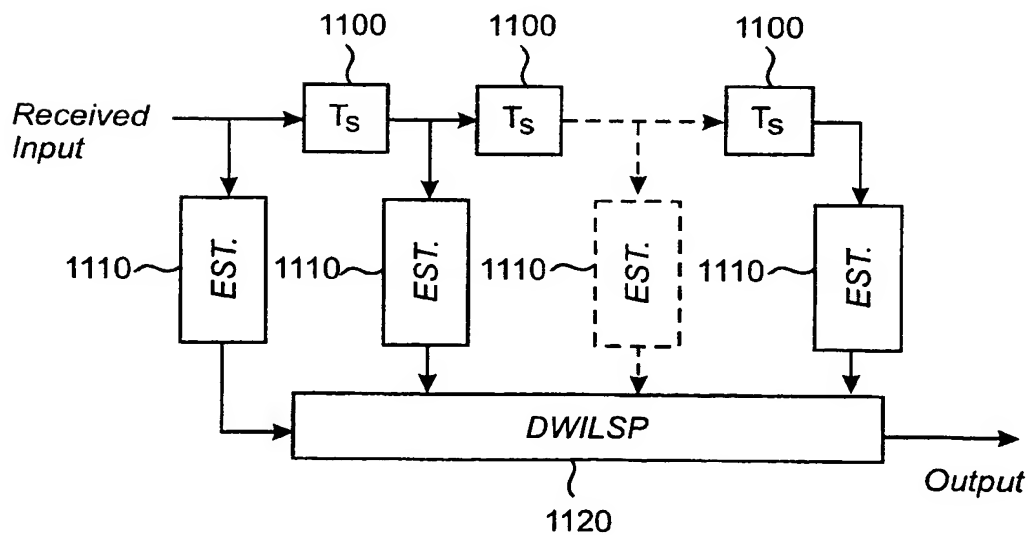 1100 1100 1100
Received
Input
Ts Ts Ts
1110 EST. 1110 EST. 1110 EST. 1110 EST.
DWILSP
Output
1120